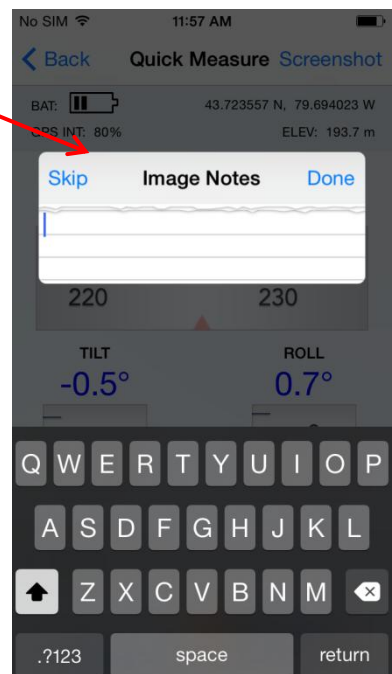 No SIM 11:57 AM
Back Quick Measure Screenshot
BAT: 43.723557 N, 79.694023 W
GPS INT: 80% ELEV: 193.7 m
Skip Image Notes Done
220 230
TILT ROLL
-0.5° 0.7°
Q W E R T Y U I O P
A S D F G H J K L
Z X C V B N M
.?123 space return